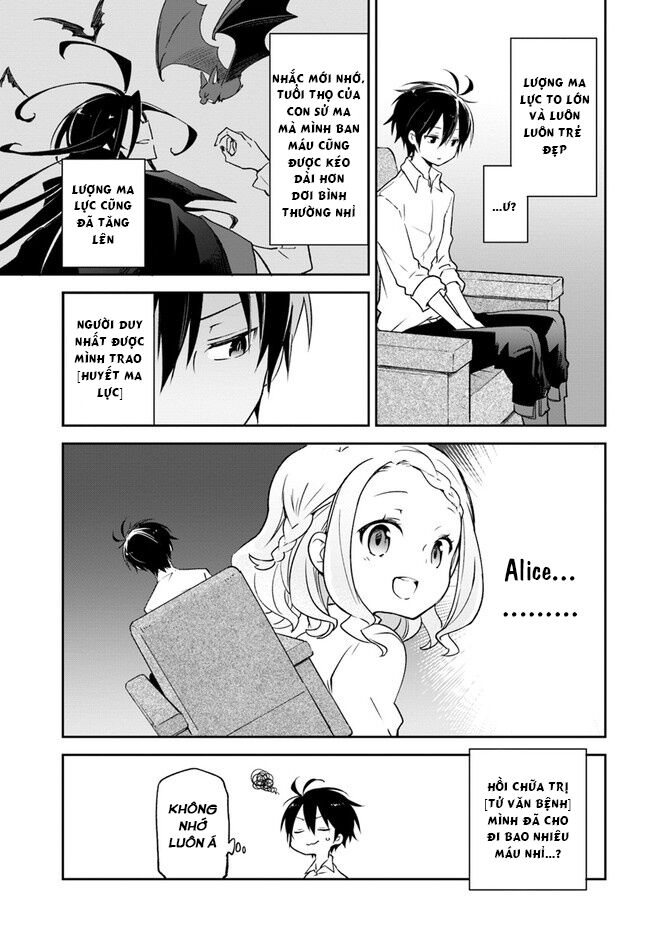 LƯỢNG MA
LỰC TO LỚN
VÀ LUÔN
LUÔN TRẺ
ĐẸP
...Ư?
NHẮC MỚI NHỚ,
TUỔI THỌ CỦA
CON SỬ MA
MÀ MÌNH BAN
MÁU CŨNG
ĐƯỢC KÉO
DÀI HƠN
DƠI BÌNH
THƯỜNG NHỈ
LƯỢNG MA
LỰC CŨNG
ĐÃ TĂNG
LÊN
NGƯỜI DUY
NHẤT ĐƯỢC
MÌNH TRAO
[HUYẾT MA
LỰC]
Alice...
.........
HỒI CHỮA TRỊ
[TỬ VĂN BỆNH]
MÌNH ĐÃ CHO
ĐI BAO NHIÊU
MÁU NHỈ...?
KHÔNG
NHỚ
LUÔN Á